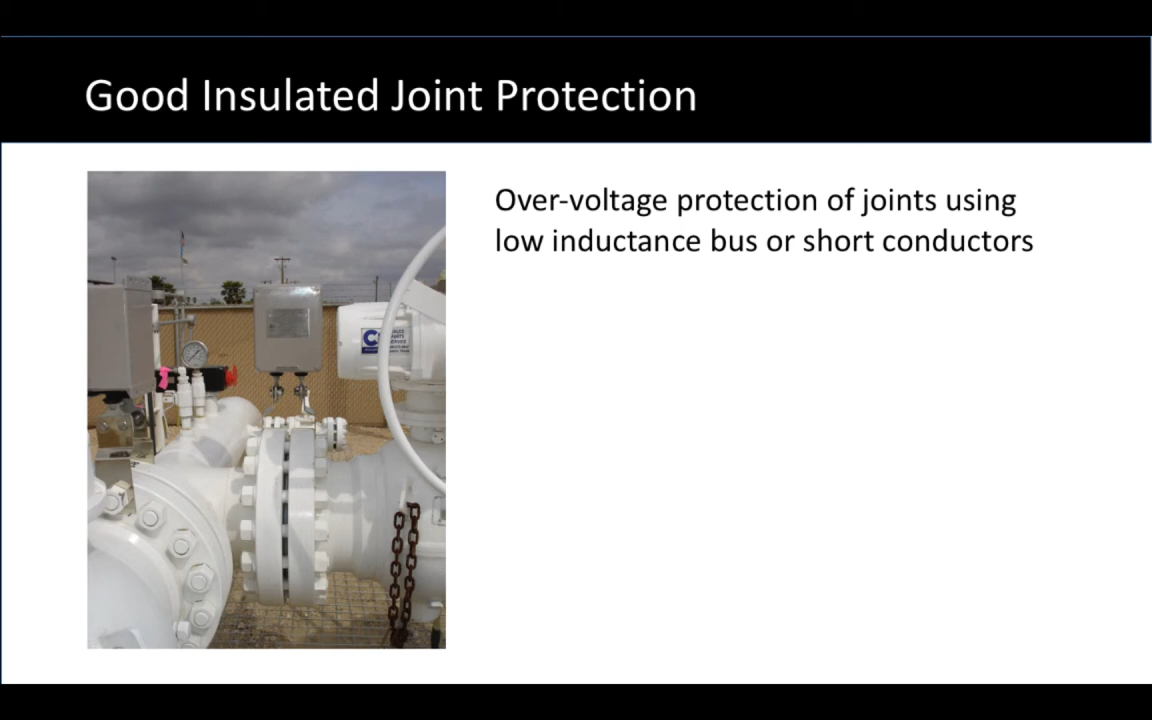 Good Insulated Joint Protection
Over-voltage protection of joints using
low inductance bus or short conductors